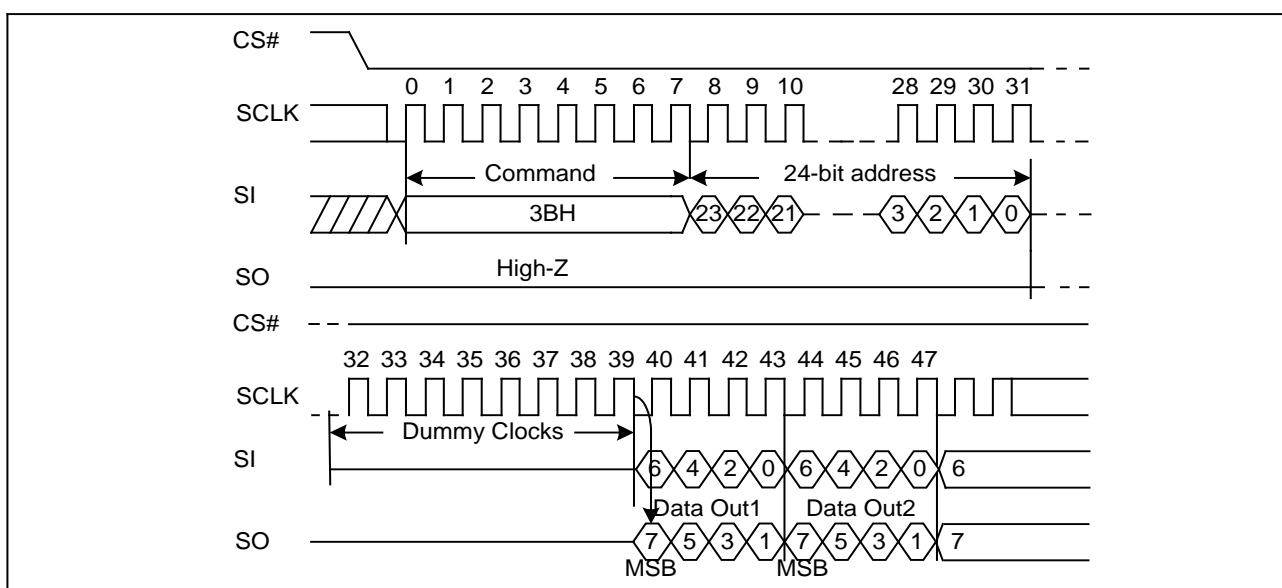 CS#
0 1 2 3 4 5 6 7 8 9 10 28 29 30 31
SCLK
Command 24-bit address
SI
3BH 23 22 21 3 2 1 0
High-Z
SO
CS#
32 33 34 35 36 37 38 39 40 41 42 43 44 45 46 47
SCLK
Dummy Clocks
SI
6 4 2 0 6 4 2 0 6
Data Out1 Data Out2
SO
7 5 3 1 7 5 3 1 7
MSB MSB